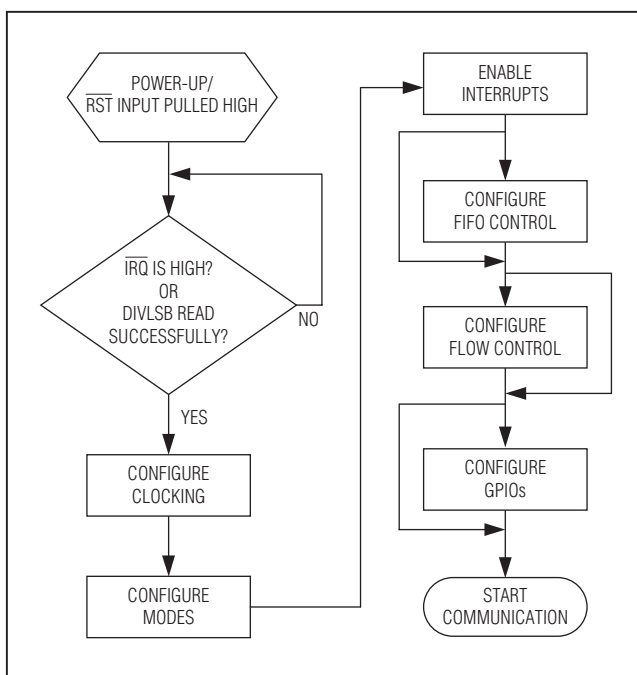 POWER-UP/
RST INPUT PULLED HIGH
IRQ IS HIGH?
OR
DIVLSB READ
SUCCESSFULLY?
NO
YES
CONFIGURE
CLOCKING
CONFIGURE
MODES
ENABLE
INTERRUPTS
CONFIGURE
FIFO CONTROL
CONFIGURE
FLOW CONTROL
CONFIGURE
GPIOs
START
COMMUNICATION